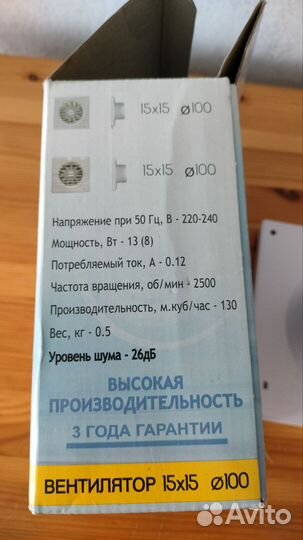 15x15 ø100
15x15 ø100
Напряжение при 50 Гц, В - 220-240
Мощность, Вт - 13 (8)
Потребляемый ток, А - 0.12
Частота вращения, об/мин - 2500
Производительность, м.куб/час - 130
Вес, кг - 0.5
Уровень шума - 26дБ
ВЫСОКАЯ
ПРОИЗВОДИТЕЛЬНОСТЬ
3 ГОДА ГАРАНТИИ
ВЕНТИЛЯТОР 15x15 ø100
Avito